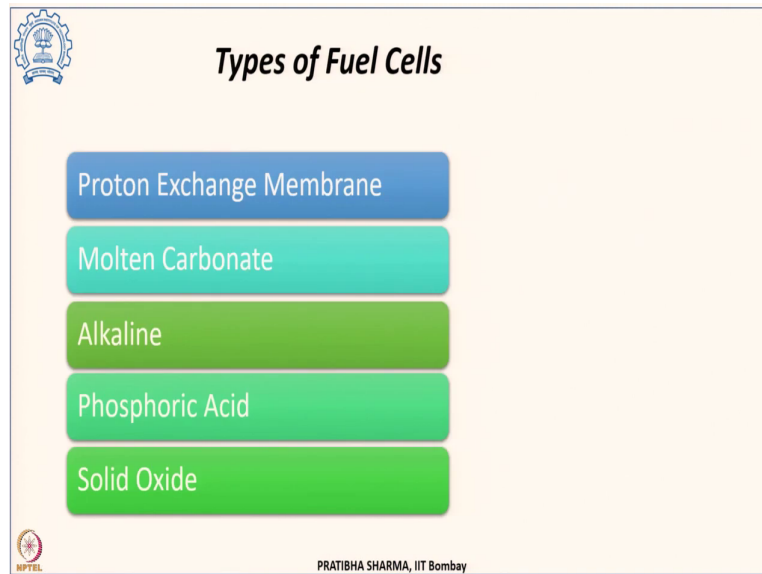 Types of Fuel Cells
Proton Exchange Membrane
Molten Carbonate
Alkaline
Phosphoric Acid
Solid Oxide
NPTEL
PRATIBHA SHARMA, IIT Bombay